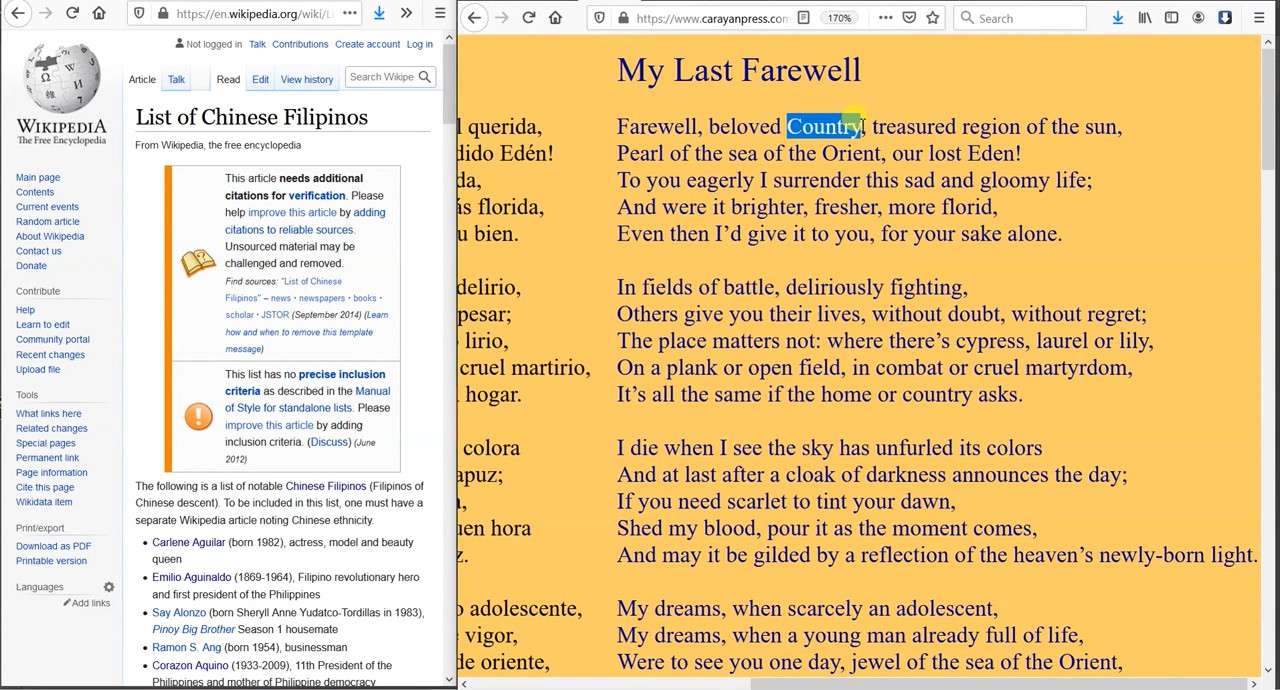 https://en.wikipedia.org/wiki/Li
Not logged in Talk Contributions Create account Log in
Article Talk Read Edit View history Search Wikipe
WIKIPEDIA
The Free Encyclopedia
Main page
Contents
Current events
Random article
About Wikipedia
Contact us
Donate
Contribute
Help
Learn to edit
Community portal
Recent changes
Upload file
Tools
What links here
Related changes
Special pages
Permanent link
Page information
Cite this page
Wikidata item
Print/export
Download as PDF
Printable version
Languages
Add links
List of Chinese Filipinos
From Wikipedia, the free encyclopedia
This article needs additional
citations for verification. Please
help improve this article by adding
citations to reliable sources.
Unsourced material may be
challenged and removed.
Find sources: "List of Chinese
Filipinos" – news · newspapers · books ·
scholar · JSTOR (September 2014) (Learn
how and when to remove this template
message)
This list has no precise inclusion
criteria as described in the Manual
of Style for standalone lists. Please
improve this article by adding
inclusion criteria. (Discuss) (June
2012)
The following is a list of notable Chinese Filipinos (Filipinos of
Chinese descent). To be included in this list, one must have a
separate Wikipedia article noting Chinese ethnicity.
Carlene Aguilar (born 1982), actress, model and beauty
queen
Emilio Aguinaldo (1869-1964), Filipino revolutionary hero
and first president of the Philippines
Say Alonzo (born Sheryll Anne Yudatco-Tordillas in 1983),
Pinoy Big Brother Season 1 housemate
Ramon S. Ang (born 1954), businessman
Corazon Aquino (1933-2009), 11th President of the
Philippines and mother of Philippine democracy
https://www.carayanpress.com 170% Search
My Last Farewell
l querida, Farewell, beloved Country, treasured region of the sun,
dido Edén! Pearl of the sea of the Orient, our lost Eden!
da, To you eagerly I surrender this sad and gloomy life;
ás florida, And were it brighter, fresher, more florid,
u bien. Even then I’d give it to you, for your sake alone.
delirio, In fields of battle, deliriously fighting,
pesar; Others give you their lives, without doubt, without regret;
lirio, The place matters not: where there’s cypress, laurel or lily,
cruel martirio, On a plank or open field, in combat or cruel martyrdom,
hogar. It’s all the same if the home or country asks.
colora I die when I see the sky has unfurled its colors
apuz; And at last after a cloak of darkness announces the day;
a, If you need scarlet to tint your dawn,
uen hora Shed my blood, pour it as the moment comes,
z. And may it be gilded by a reflection of the heaven’s newly-born light.
o adolescente, My dreams, when scarcely an adolescent,
vigor, My dreams, when a young man already full of life,
de oriente, Were to see you one day, jewel of the sea of the Orient,